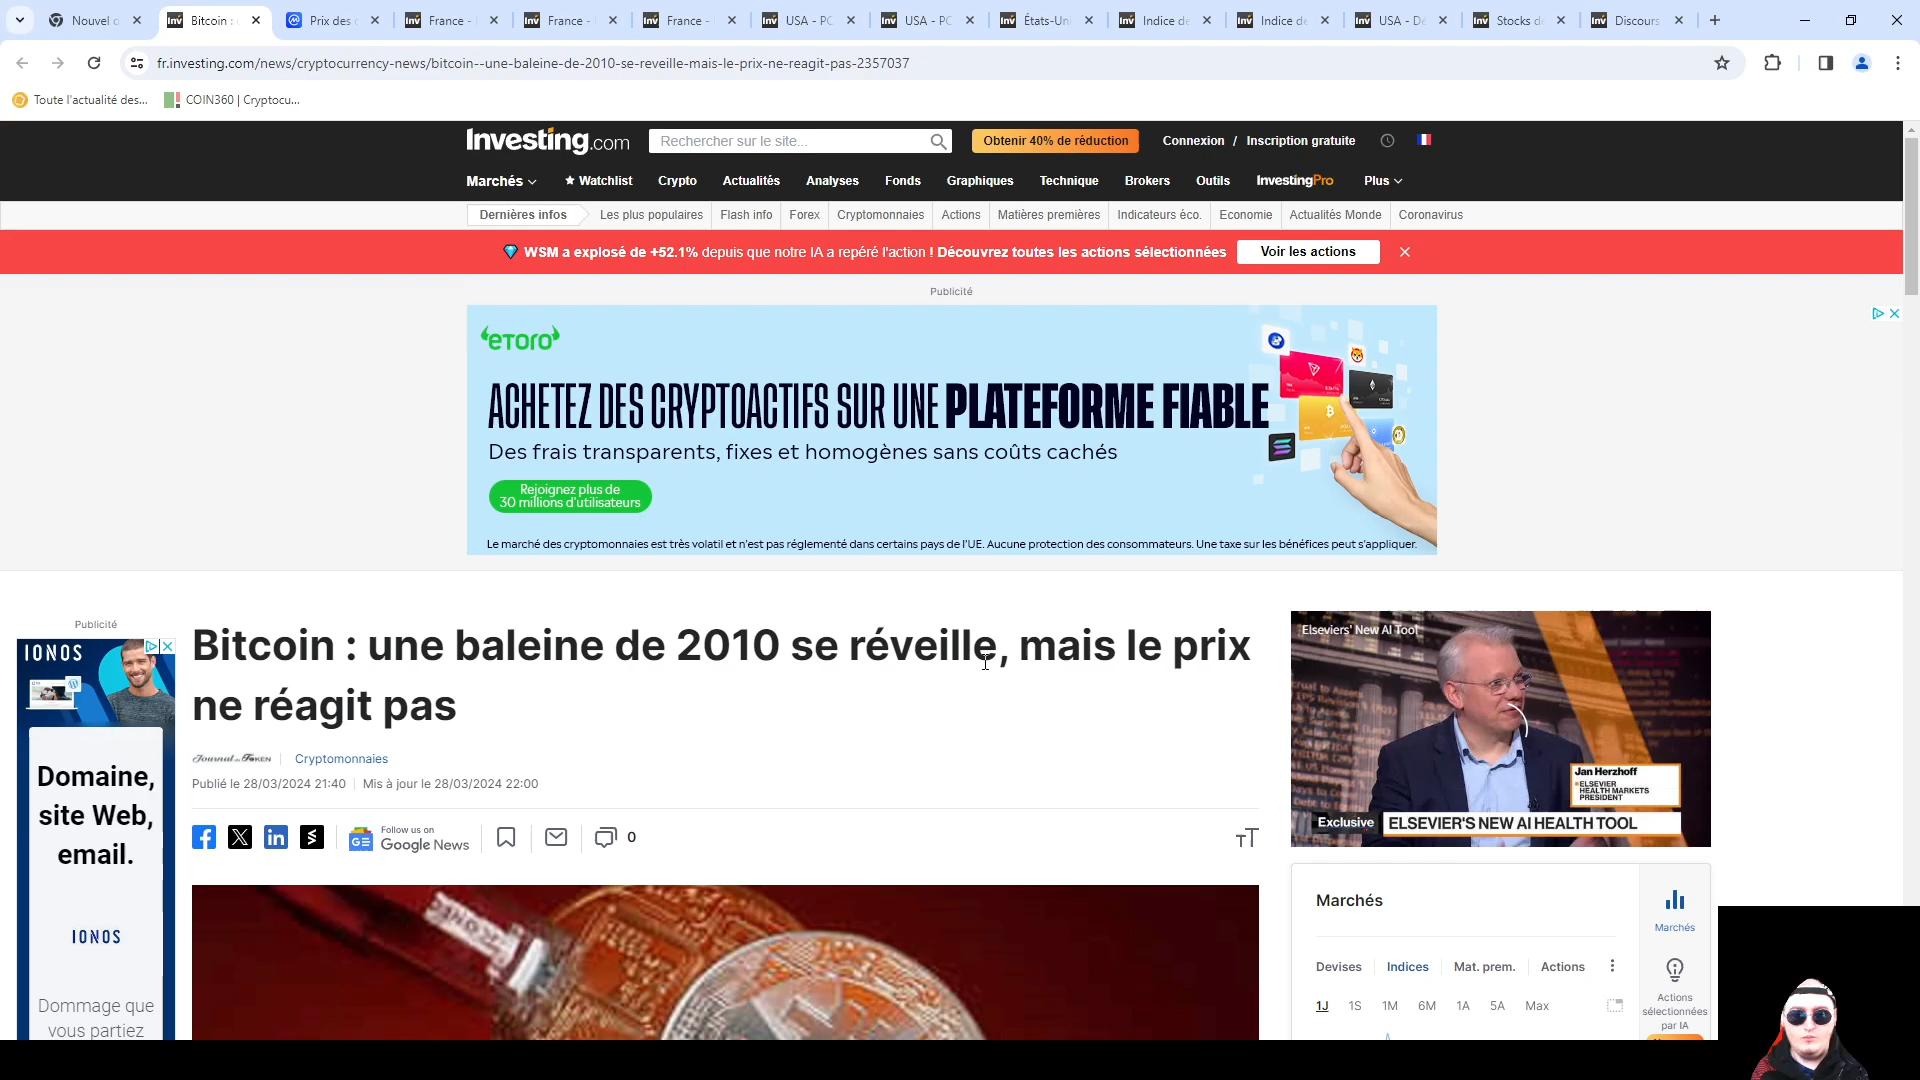 Nouvel o
Bitcoin :
Prix des c
France -
France -
France -
USA - PC
USA - PC
États-Uni
Indice de
Indice de
USA - Dé
Stocks de
Discours
fr.investing.com/news/cryptocurrency-news/bitcoin--une-baleine-de-2010-se-reveille-mais-le-prix-ne-reagit-pas-2357037
Toute l'actualité des...
COIN360 | Cryptocu...
Investing.com
Rechercher sur le site...
Obtenir 40% de réduction
Connexion / Inscription gratuite
Marchés
Watchlist
Crypto
Actualités
Analyses
Fonds
Graphiques
Technique
Brokers
Outils
InvestingPro
Plus
Dernières infos
Les plus populaires
Flash info
Forex
Cryptomonnaies
Actions
Matières premières
Indicateurs éco.
Economie
Actualités Monde
Coronavirus
WSM a explosé de +52.1% depuis que notre IA a repéré l'action ! Découvrez toutes les actions sélectionnées
Voir les actions
Publicité
eToro
ACHETEZ DES CRYPTOACTIFS SUR UNE PLATEFORME FIABLE
Des frais transparents, fixes et homogènes sans coûts cachés
Rejoignez plus de
30 millions d'utilisateurs
Le marché des cryptomonnaies est très volatil et n'est pas réglementé dans certains pays de l'UE. Aucune protection des consommateurs. Une taxe sur les bénéfices peut s'appliquer.
Publicité
IONOS
Domaine,
site Web,
email.
IONOS
Dommage que
vous partiez
Bitcoin : une baleine de 2010 se réveille, mais le prix
ne réagit pas
Journal du Token
Cryptomonnaies
Publié le 28/03/2024 21:40
Mis à jour le 28/03/2024 22:00
Follow us on
Google News
0
Elseviers' New AI Tool
Jan Herzhoff
ELSEVIER
HEALTH MARKETS
PRESIDENT
Exclusive
ELSEVIER'S NEW AI HEALTH TOOL
Marchés
Devises
Indices
Mat. prem.
Actions
1J
1S
1M
6M
1A
5A
Max
Marchés
Actions
sélectionnées
par IA